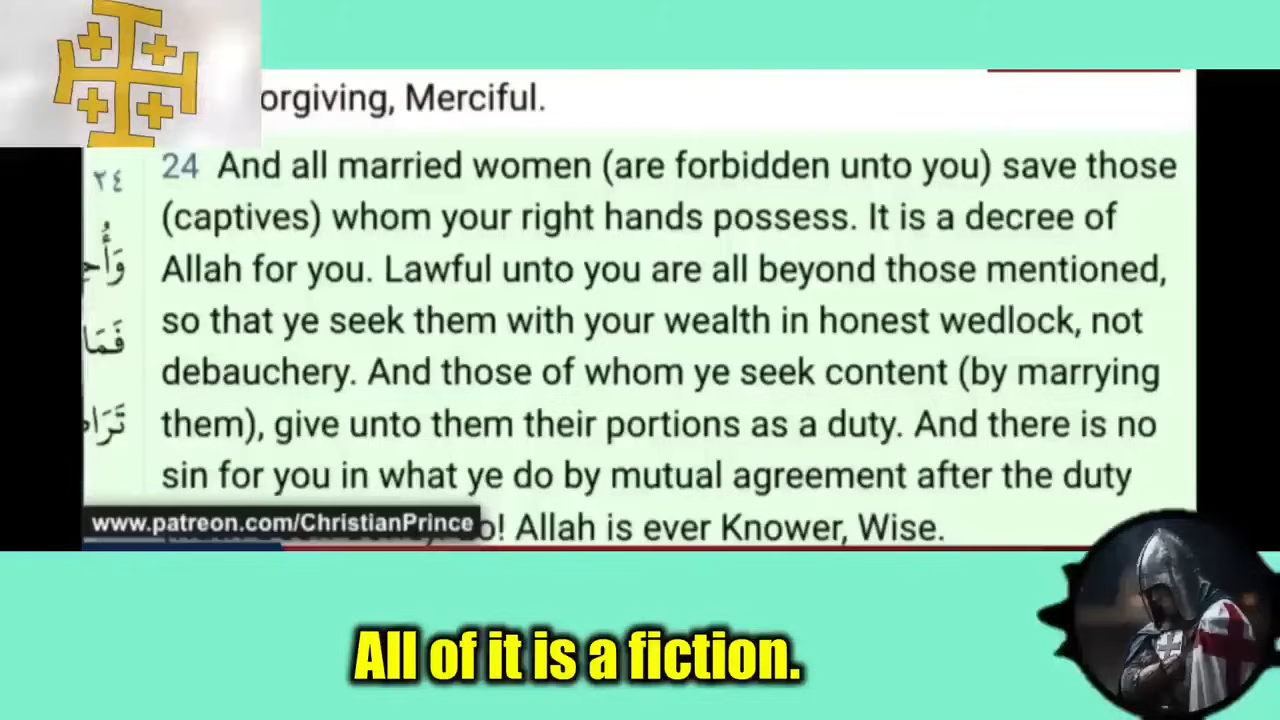 orgiving, Merciful.
٢٤
24 And all married women (are forbidden unto you) save those
(captives) whom your right hands possess. It is a decree of
وَأُح
Allah for you. Lawful unto you are all beyond those mentioned,
so that ye seek them with your wealth in honest wedlock, not
فَمَا
debauchery. And those of whom ye seek content (by marrying
تَرَا
them), give unto them their portions as a duty. And there is no
sin for you in what ye do by mutual agreement after the duty
www.patreon.com/ChristianPrince
o! Allah is ever Knower, Wise.
All of it is a fiction.